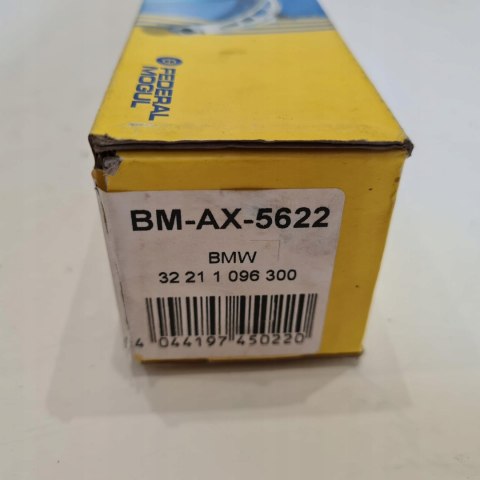 FEDERAL
MOGUL
BM-AX-5622
BMW
32 21 1 096 300
4 044197 450220